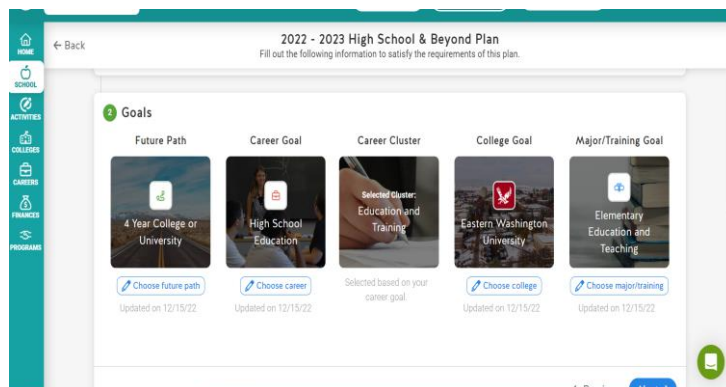 2022 - 2023 High School & Beyond Plan
← Back
Fill out the following information to satisfy the requirements of this plan.
HOME
SCHOOL
ACTIVITIES
COLLEGES
CAREERS
FINANCES
PROGRAMS
2 Goals
Future Path
4 Year College or
University
Choose future path
Updated on 12/15/22
Career Goal
High School
Education
Choose career
Updated on 12/15/22
Career Cluster
Selected Cluster:
Education and
Training
Selected based on your
career goal
College Goal
Eastern Washington
University
Choose college
Updated on 12/15/22
Major/Training Goal
Elementary
Education and
Teaching
Choose major/training
Updated on 12/15/22